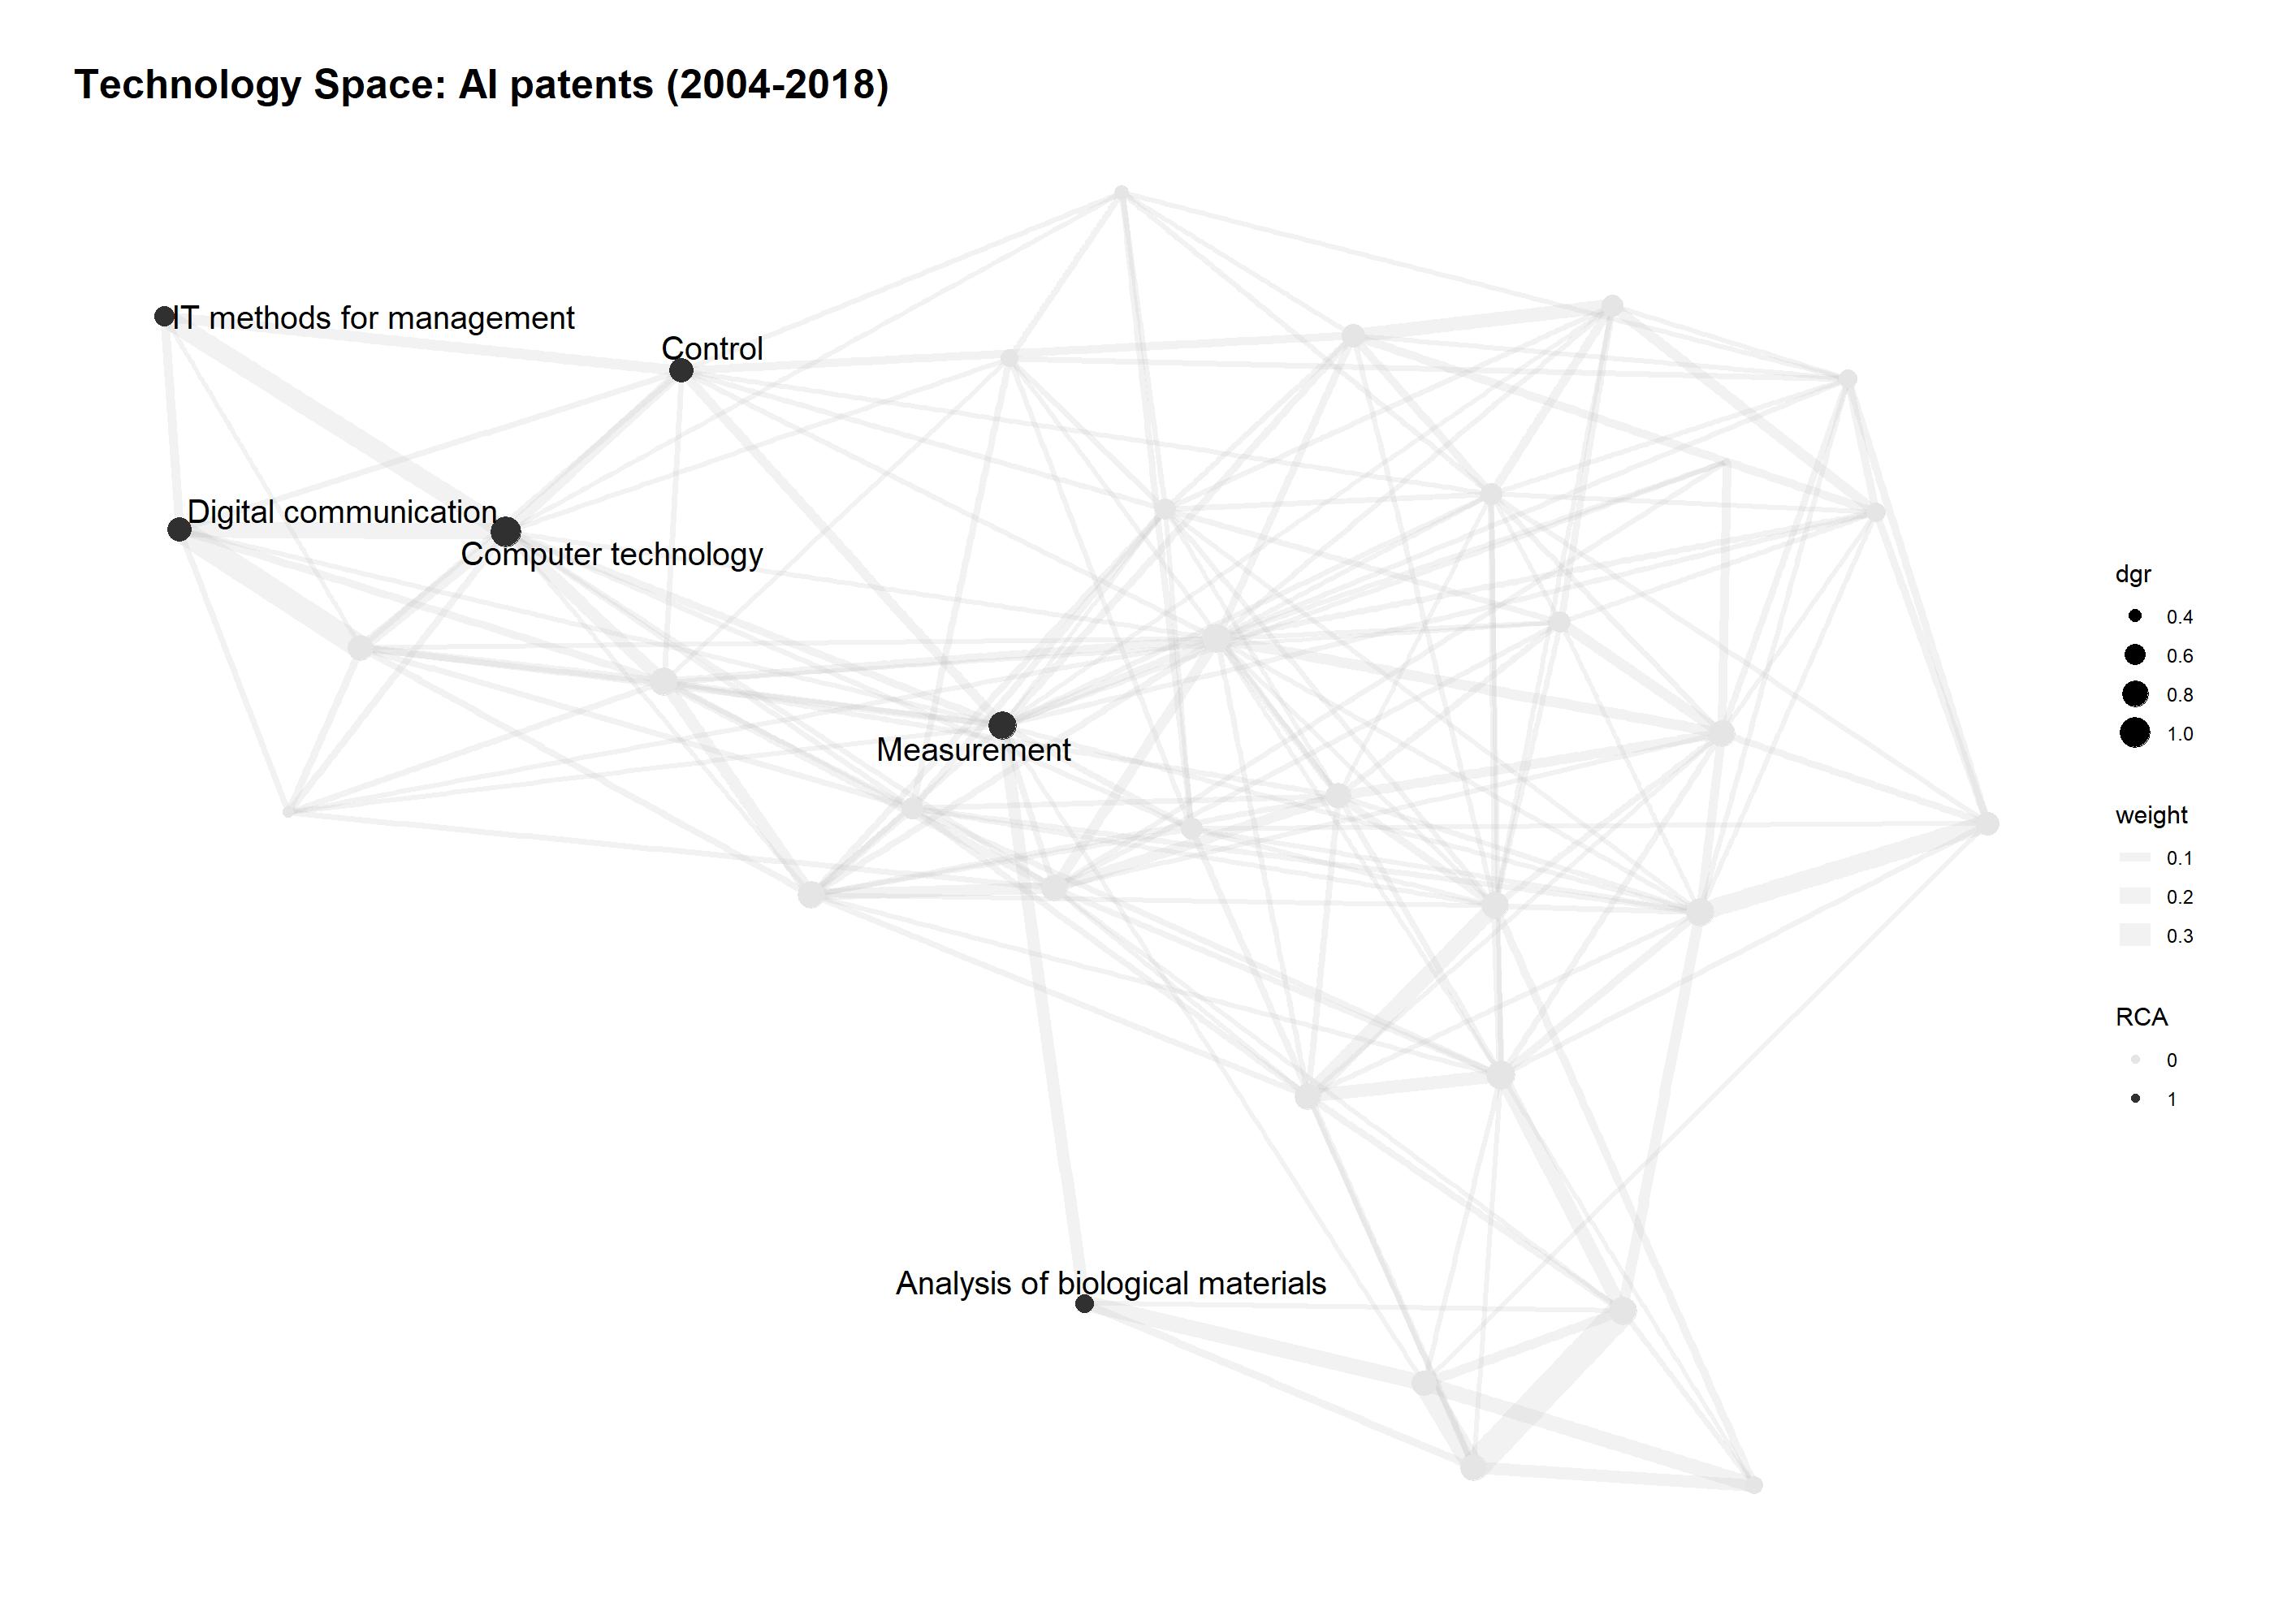 Technology Space: AI patents (2004-2018)
IT methods for management
Control
Digital communication
Computer technology
Measurement
Analysis of biological materials
dgr
0.4
0.6
0.8
1.0
weight
0.1
0.2
0.3
RCA
0
1